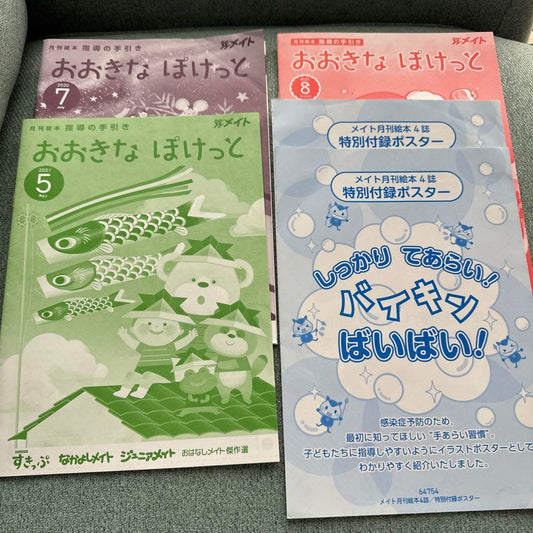 月刊絵本 指導の手引き
メイト
おおきな ぽけっと
2020
7
月刊絵本 指導の手引き
メイト
おおきな ぽけっと
8
月刊絵本 指導の手引き
メイト
おおきな ぽけっと
2021
5
May
すきっぷ なかよしメイト ジュニアメイト おはなしメイト 傑作選
メイト月刊絵本4誌
特別付録ポスター
メイト月刊絵本4誌
特別付録ポスター
しっかり てあらい!
バイキン
ばいばい!
感染症予防のため、
最初に知ってほしい“手あらい習慣”。
子どもたちに指導しやすいようにイラストポスターとして
わかりやすく紹介いたしました。
64754
メイト月刊絵本4誌/特別付録ポスター